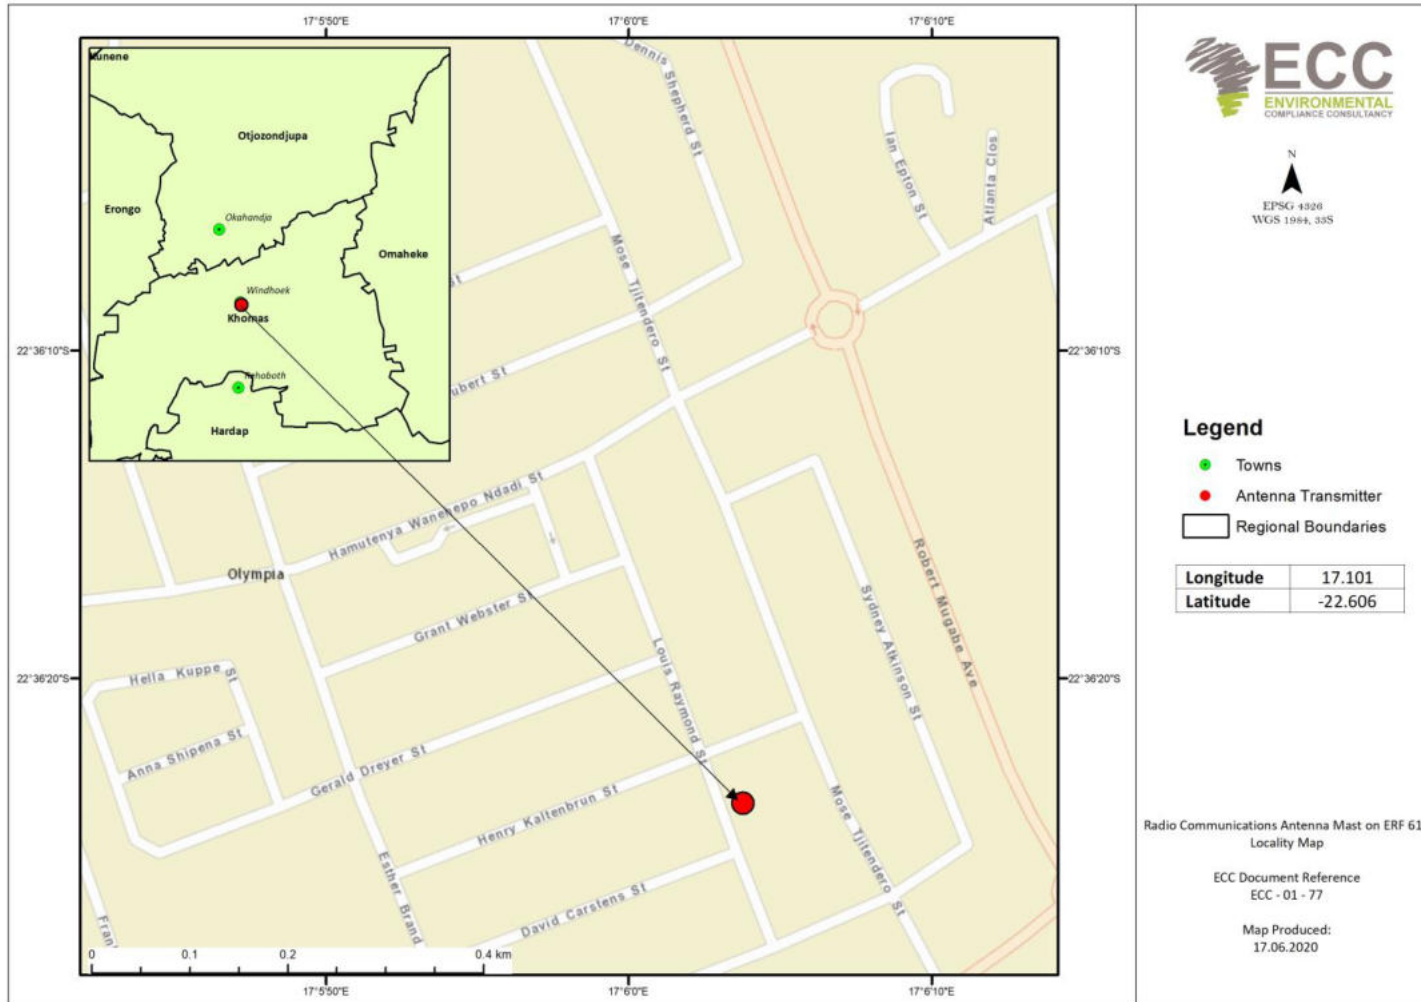 17°5'50"E
17°6'0"E
17°6'10"E
Otjozondjupa
Erongo
Okahandja
Omaheke
Windhoek
Khomas
Hardap
22°36'10"S
22°36'10"S
22°36'20"S
22°36'20"S
Dennis Shepherd St
Ian Epton St
Atlanta Clos
Mose Tjitendero St
St
St
Hamutenya Wanehepo Ndadi St
Olympia
Grant Webster St
Robert Mugabe Ave
Sydney Atkinson St
Louis Raymond St
Hella Kuppe St
Anna Shipena St
Gerald Dreyer St
Henry Kaltenbrun St
Mose Tjitendero St
Esther Brand
David Carstens St
0
0.1
0.2
0.4 km
17°5'50"E
17°6'0"E
17°6'10"E
ECC
ENVIRONMENTAL
COMPLIANCE CONSULTANCY
N
EPSG 4326
WGS 1984, 33S
Legend
Towns
Antenna Transmitter
Regional Boundaries
Longitude 17.101
Latitude -22.606
Radio Communications Antenna Mast on ERF 61
Locality Map
ECC Document Reference
ECC - 01 - 77
Map Produced:
17.06.2020